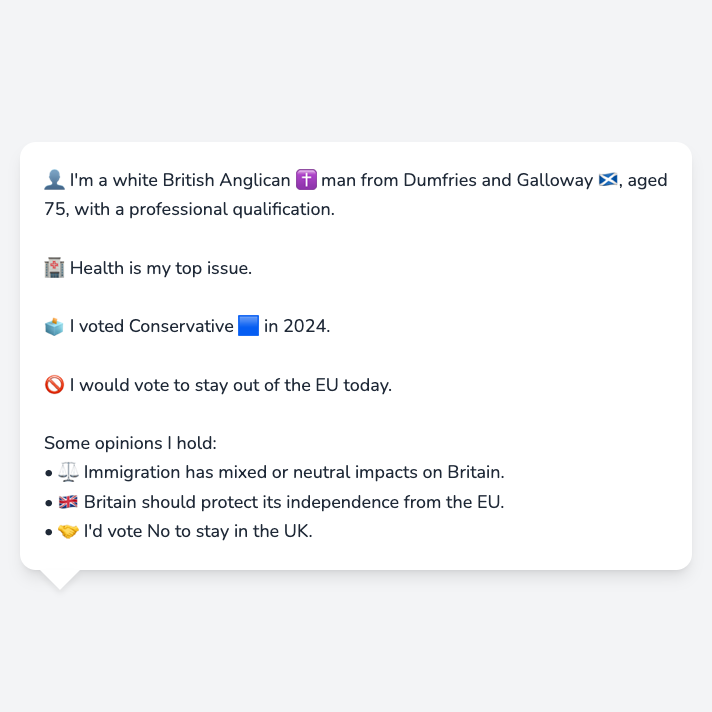 👤 I'm a white British Anglican ✝️ man from Dumfries and Galloway 🏴󠁧󠁢󠁳󠁣󠁴󠁿, aged
75, with a professional qualification.
🏥 Health is my top issue.
🗳️ I voted Conservative 🟦 in 2024.
🚫 I would vote to stay out of the EU today.
Some opinions I hold:
• ⚖️ Immigration has mixed or neutral impacts on Britain.
• 🇬🇧 Britain should protect its independence from the EU.
• 🤝 I'd vote No to stay in the UK.